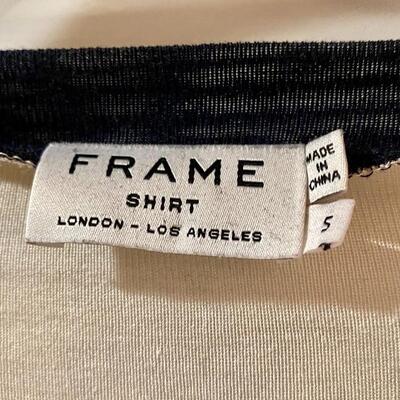 FRAME
SHIRT
LONDON - LOS ANGELES
MADE
IN
CHINA
S